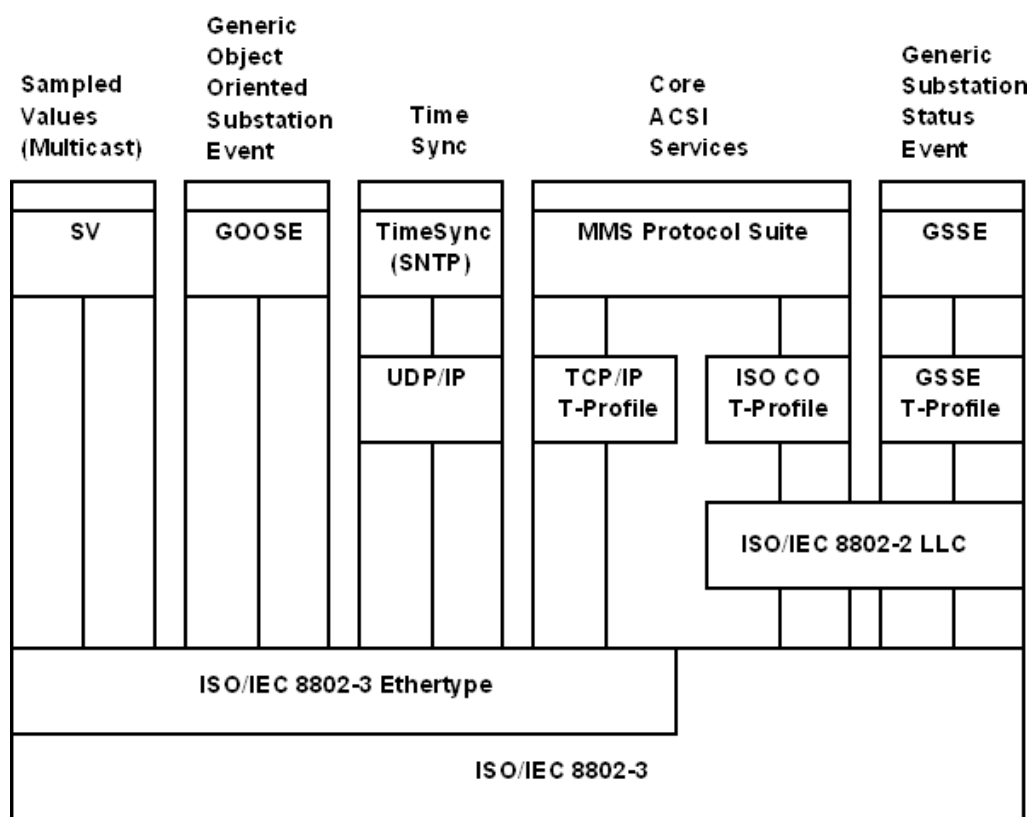 Sampled
Values
(Multicast)
Generic
Object
Oriented
Substation
Event
Time
Sync
Core
ACSI
Services
Generic
Substation
Status
Event
SV
GOOSE
TimeSync
(SNTP)
MMS Protocol Suite
GSSE
UDP/IP
TCP/IP
T-Profile
ISO CO
T-Profile
GSSE
T-Profile
ISO/IEC 8802-2 LLC
ISO/IEC 8802-3 Ethertype
ISO/IEC 8802-3